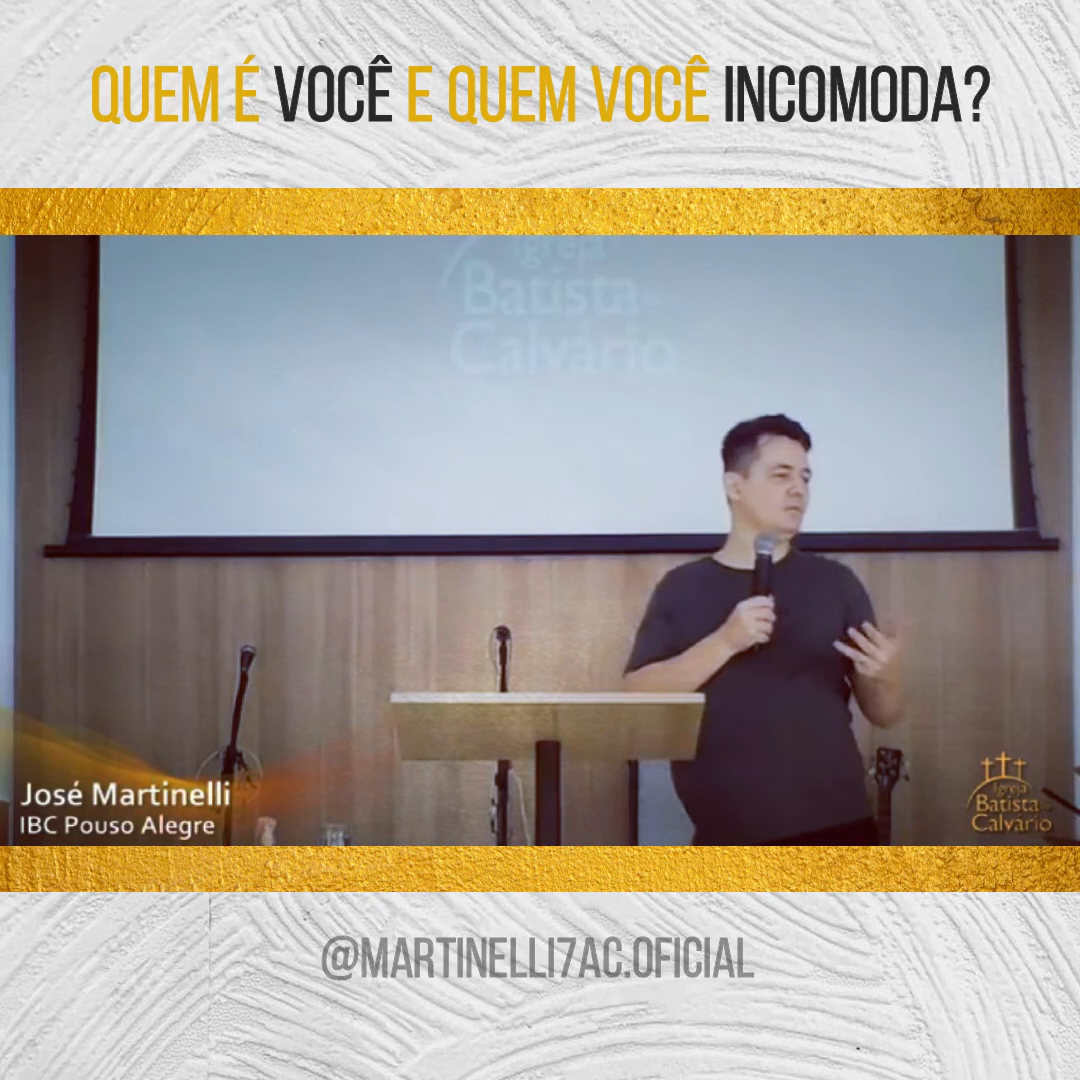 QUEM É VOCÊ E QUEM VOCÊ INCOMODA?
Igreja
Batista
Calvário
José Martinelli
IBC Pouso Alegre
Igreja
Batista
Calvário
@MARTINELLI7AC.OFICIAL